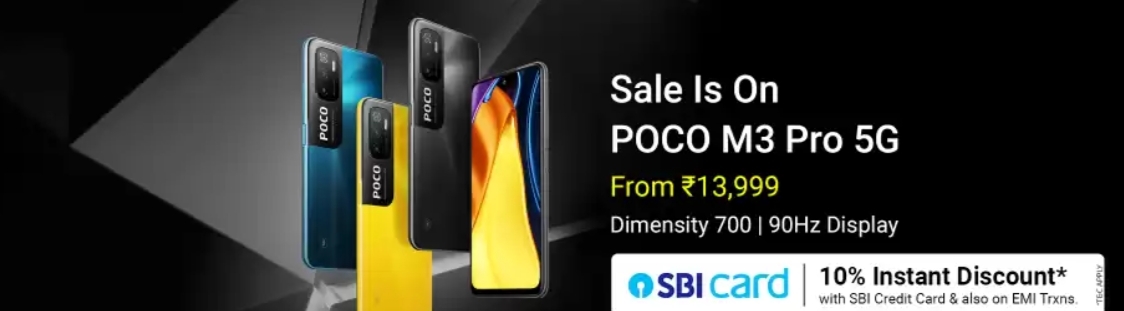 POCO
POCO
POCO
Sale Is On
POCO M3 Pro 5G
From ₹13,999
Dimensity 700 | 90Hz Display
SBI card
10% Instant Discount*
with SBI Credit Card & also on EMI Trxns.
*T&C APPLY